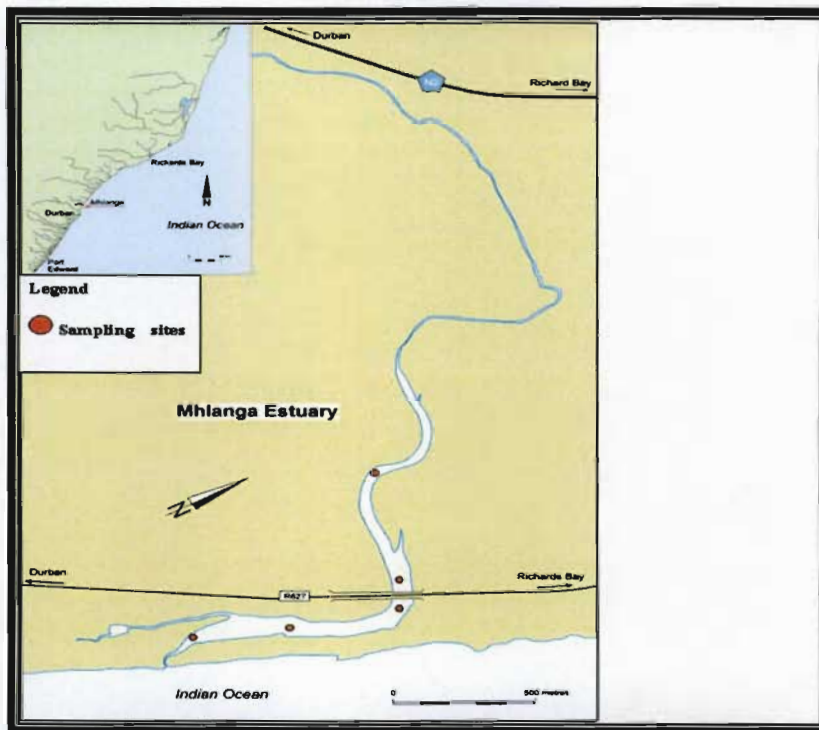 Durban
N2
Richard Bay
Richards Bay
N
Mhlanga
Durban
Indian Ocean
Port
Edward
Legend
Sampling sites
Mhlanga Estuary
N
Durban
Richards Bay
R627
Indian Ocean
0 500 metres